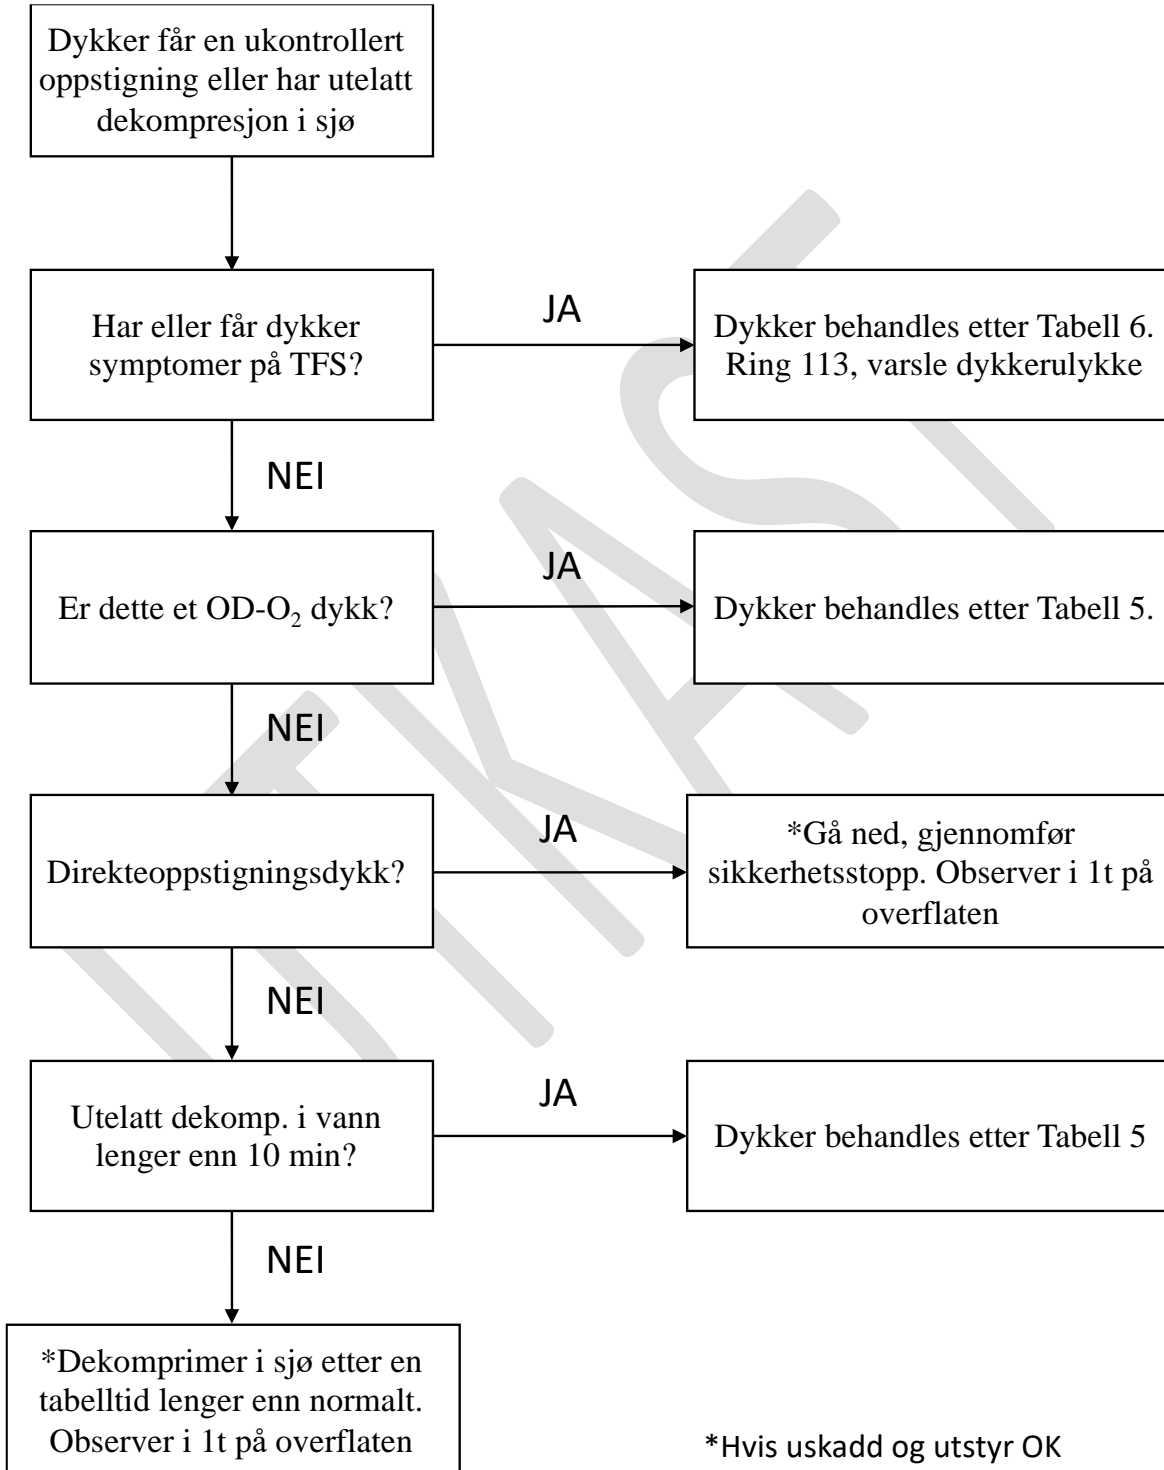 Dykker får en ukontrollert
oppstigning eller har utelatt
dekompresjon i sjø
Har eller får dykker
symptomer på TFS?
JA
Dykker behandles etter Tabell 6.
Ring 113, varsle dykkerulykke
NEI
Er dette et OD-O₂ dykk?
JA
Dykker behandles etter Tabell 5.
NEI
Direkteoppstigningsdykk?
JA
*Gå ned, gjennomfør
sikkerhetsstopp. Observer i 1t på
overflaten
NEI
Utelatt dekomp. i vann
lenger enn 10 min?
JA
Dykker behandles etter Tabell 5
NEI
*Dekomprimer i sjø etter en
tabelltid lenger enn normalt.
Observer i 1t på overflaten
*Hvis uskadd og utstyr OK
UTKAST